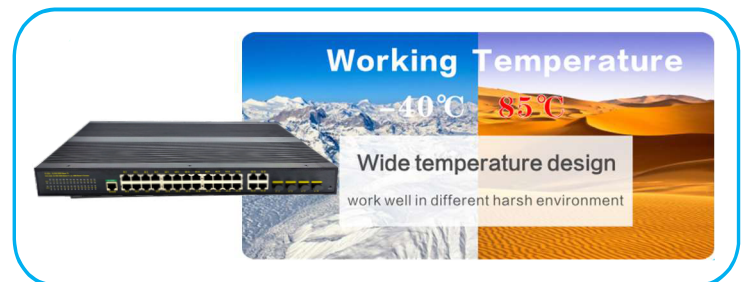 Working Temperature
-40℃ 85℃
Wide temperature design
work well in different harsh environment